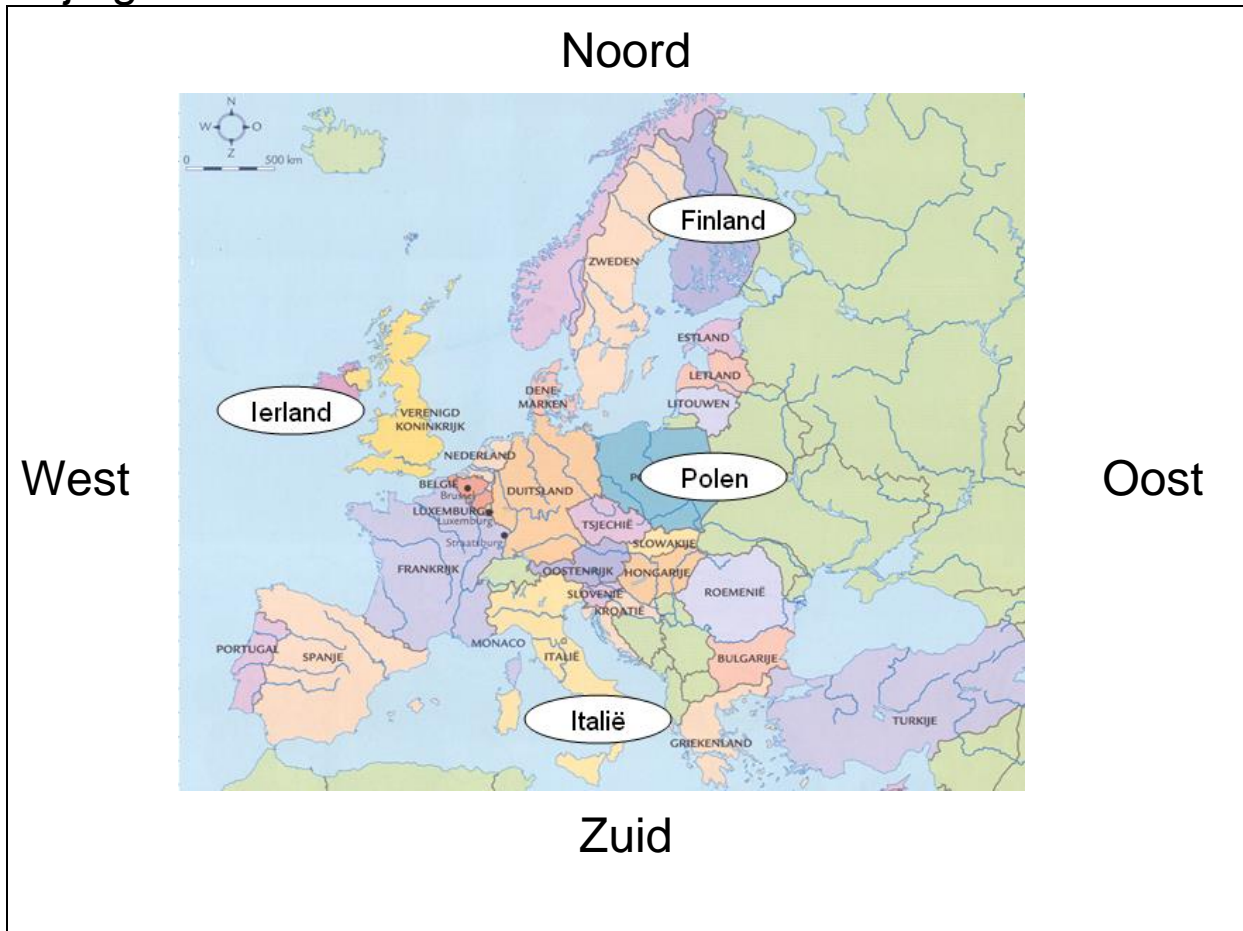 Noord
N
W O
Z
0 500 km
Finland
ZWEDEN
ESTLAND
LETLAND
LITOUWEN
DENE-
MARKEN
Ierland
VERENIGD
KONINKRIJK
NEDERLAND
West
Polen
Oost
BELGIË
Brussel
DUITSLAND
LUXEMBURG
Luxemburg
TSJECHIË
Straatsburg
SLOWAKIJE
FRANKRIJK
OOSTENRIJK
HONGARIJE
SLOVENIË
ROEMENIË
KROATIË
MONACO
PORTUGAL
SPANJE
ITALIË
BULGARIJE
Italië
TURKIJE
GRIEKENLAND
Zuid